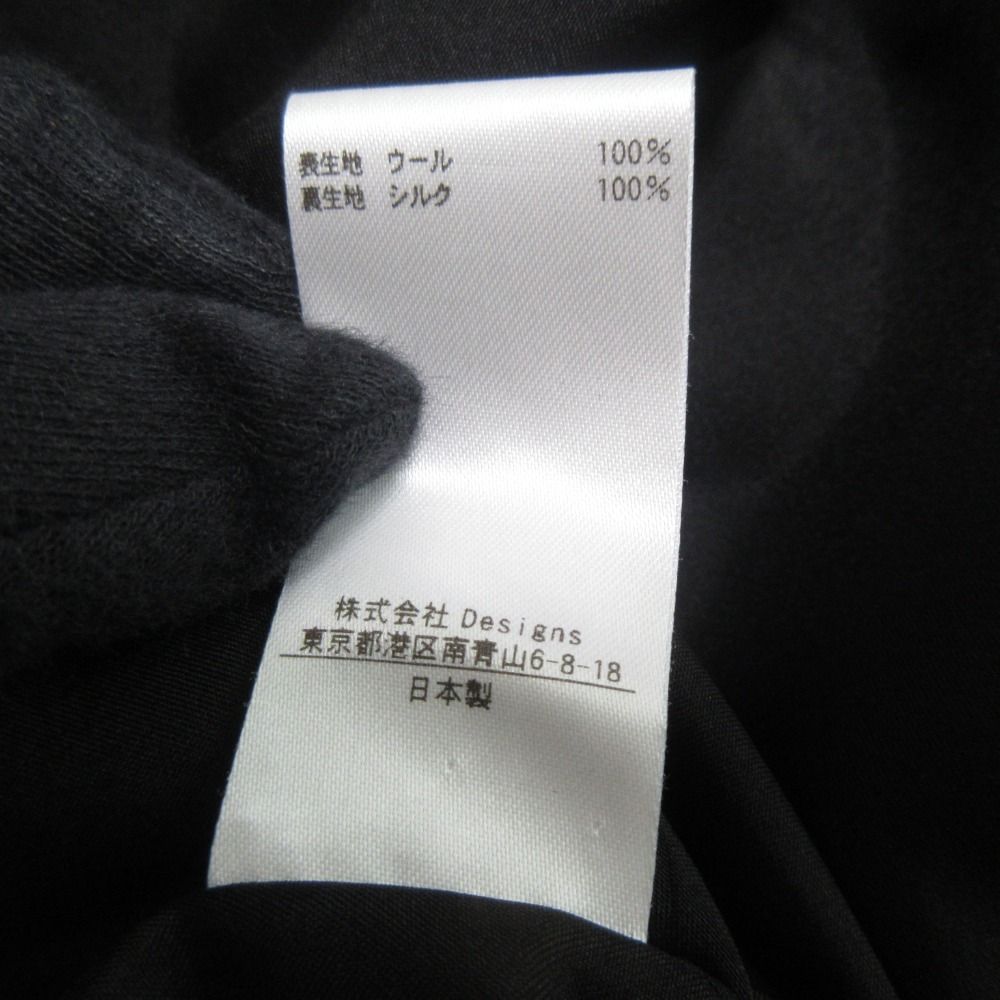 表生地 ウール 100%
裏生地 シルク 100%
株式会社 Designs
東京都港区南青山6-8-18
日本製